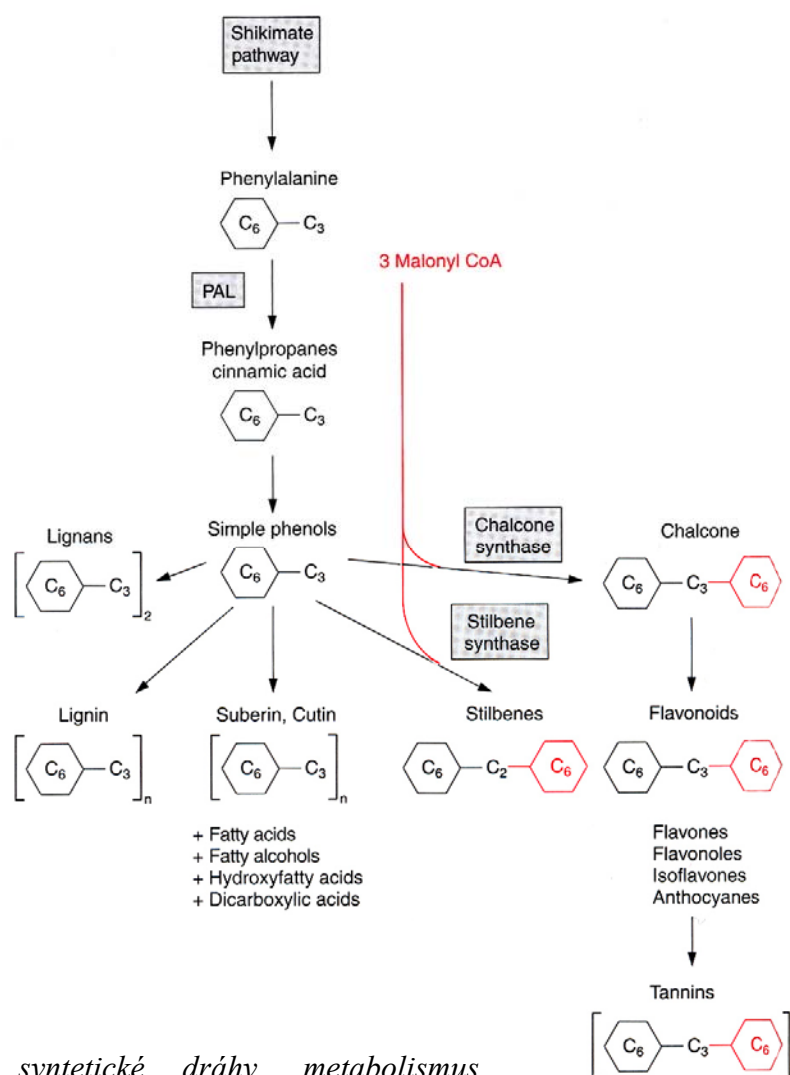 Shikimate
pathway
Phenylalanine
C6 C3
3 Malonyl CoA
PAL
Phenylpropanes
cinnamic acid
C6 C3
Simple phenols
C6 C3
Lignans
C6 C3 2
Chalcone
synthase
Chalcone
C6 C3 C6
Stilbene
synthase
Lignin
C6 C3 n
Suberin, Cutin
C6 C3 n
+ Fatty acids
+ Fatty alcohols
+ Hydroxyfatty acids
+ Dicarboxylic acids
Stilbenes
C6 C2 C6
Flavonoids
C6 C3 C6
Flavones
Flavonoles
Isoflavones
Anthocyanes
Tannins
C6 C3 C6
syntetické dráhy metabolismus